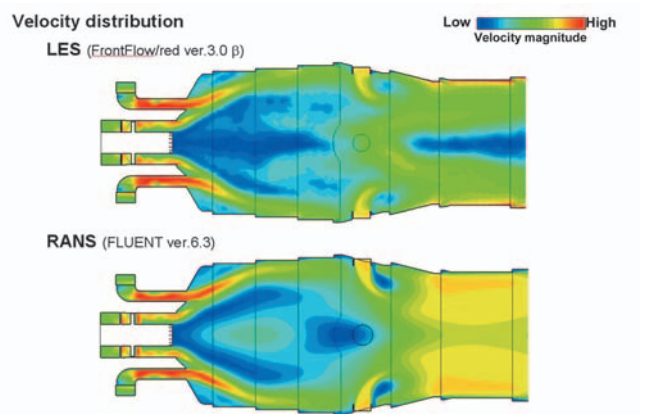 Velocity distribution
Low High
Velocity magnitude
LES (FrontFlow/red ver.3.0 β)
RANS (FLUENT ver.6.3)